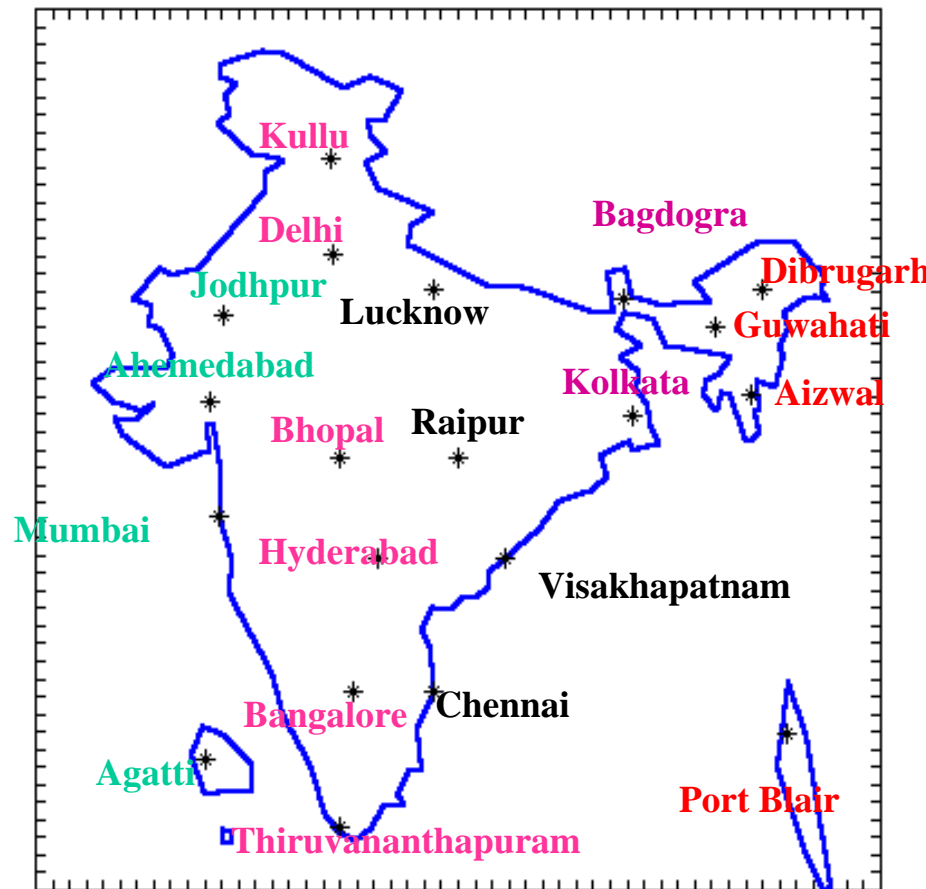 Kullu
Bagdogra
Delhi
Dibrugarh
Jodhpur
Lucknow
Guwahati
Ahemedabad
Kolkata
Aizwal
Raipur
Bhopal
Mumbai
Hyderabad
Visakhapatnam
Chennai
Bangalore
Agatti
Port Blair
Thiruvananthapuram